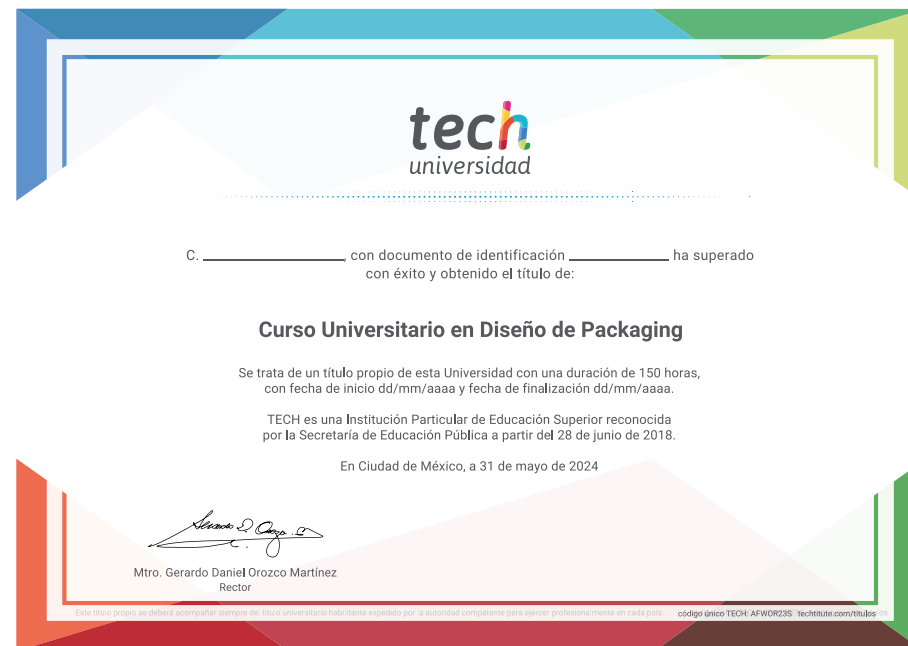 tech
universidad
C. ____________, con documento de identificación ____________ ha superado
con éxito y obtenido el título de:
Curso Universitario en Diseño de Packaging
Se trata de un título propio de esta Universidad con una duración de 150 horas,
con fecha de inicio dd/mm/aaaa y fecha de finalización dd/mm/aaaa.
TECH es una Institución Particular de Educación Superior reconocida
por la Secretaría de Educación Pública a partir del 28 de junio de 2018.
En Ciudad de México, a 31 de mayo de 2024
Mtro. Gerardo Daniel Orozco Martínez
Rector
Este título propio se deberá acompañar siempre del título universitario habilitante expedido por la autoridad competente para ejercer profesionalmente en cada país. código único TECH: AFWOR23S techtitute.com/titulos